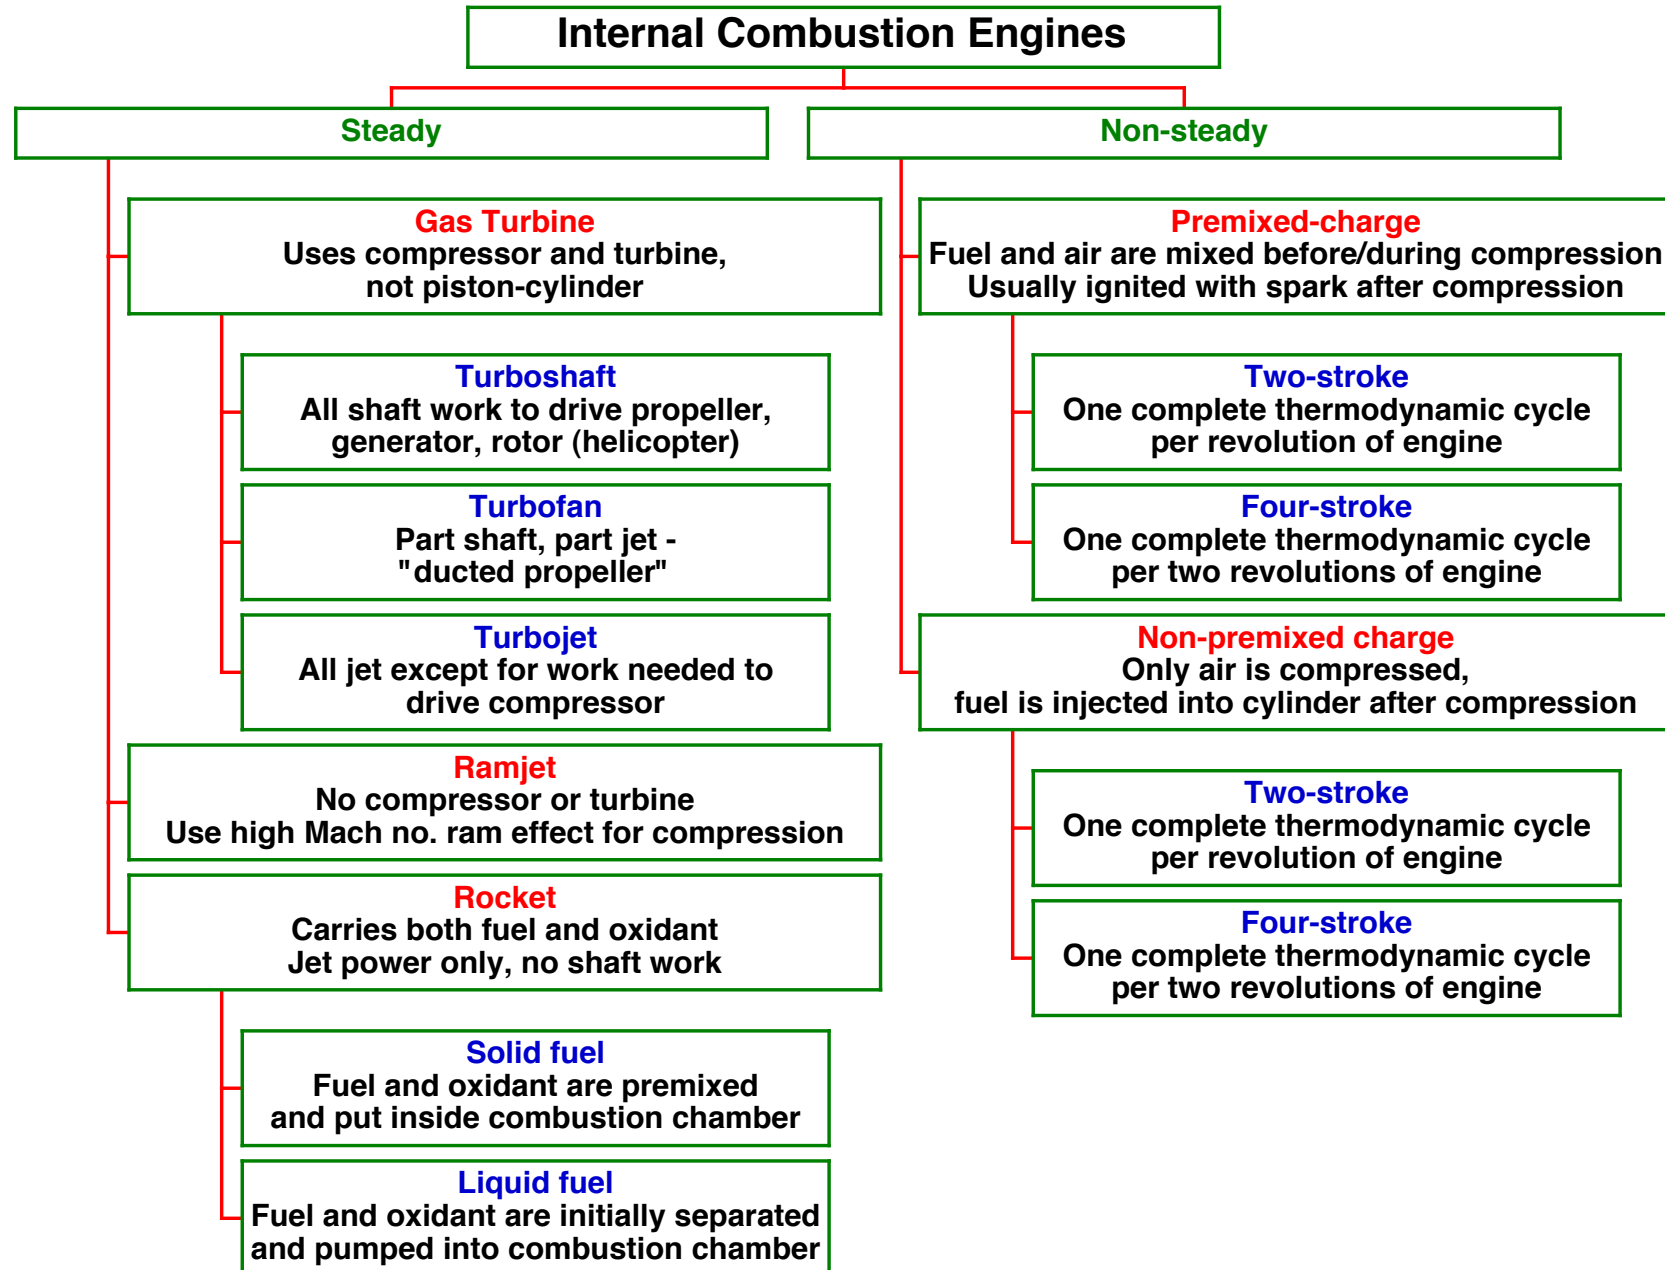 Internal Combustion Engines
Steady
Gas Turbine
Uses compressor and turbine,
not piston-cylinder
Turboshaft
All shaft work to drive propeller,
generator, rotor (helicopter)
Turbofan
Part shaft, part jet -
"ducted propeller"
Turbojet
All jet except for work needed to
drive compressor
Ramjet
No compressor or turbine
Use high Mach no. ram effect for compression
Rocket
Carries both fuel and oxidant
Jet power only, no shaft work
Solid fuel
Fuel and oxidant are premixed
and put inside combustion chamber
Liquid fuel
Fuel and oxidant are initially separated
and pumped into combustion chamber
Non-steady
Premixed-charge
Fuel and air are mixed before/during compression
Usually ignited with spark after compression
Two-stroke
One complete thermodynamic cycle
per revolution of engine
Four-stroke
One complete thermodynamic cycle
per two revolutions of engine
Non-premixed charge
Only air is compressed,
fuel is injected into cylinder after compression
Two-stroke
One complete thermodynamic cycle
per revolution of engine
Four-stroke
One complete thermodynamic cycle
per two revolutions of engine